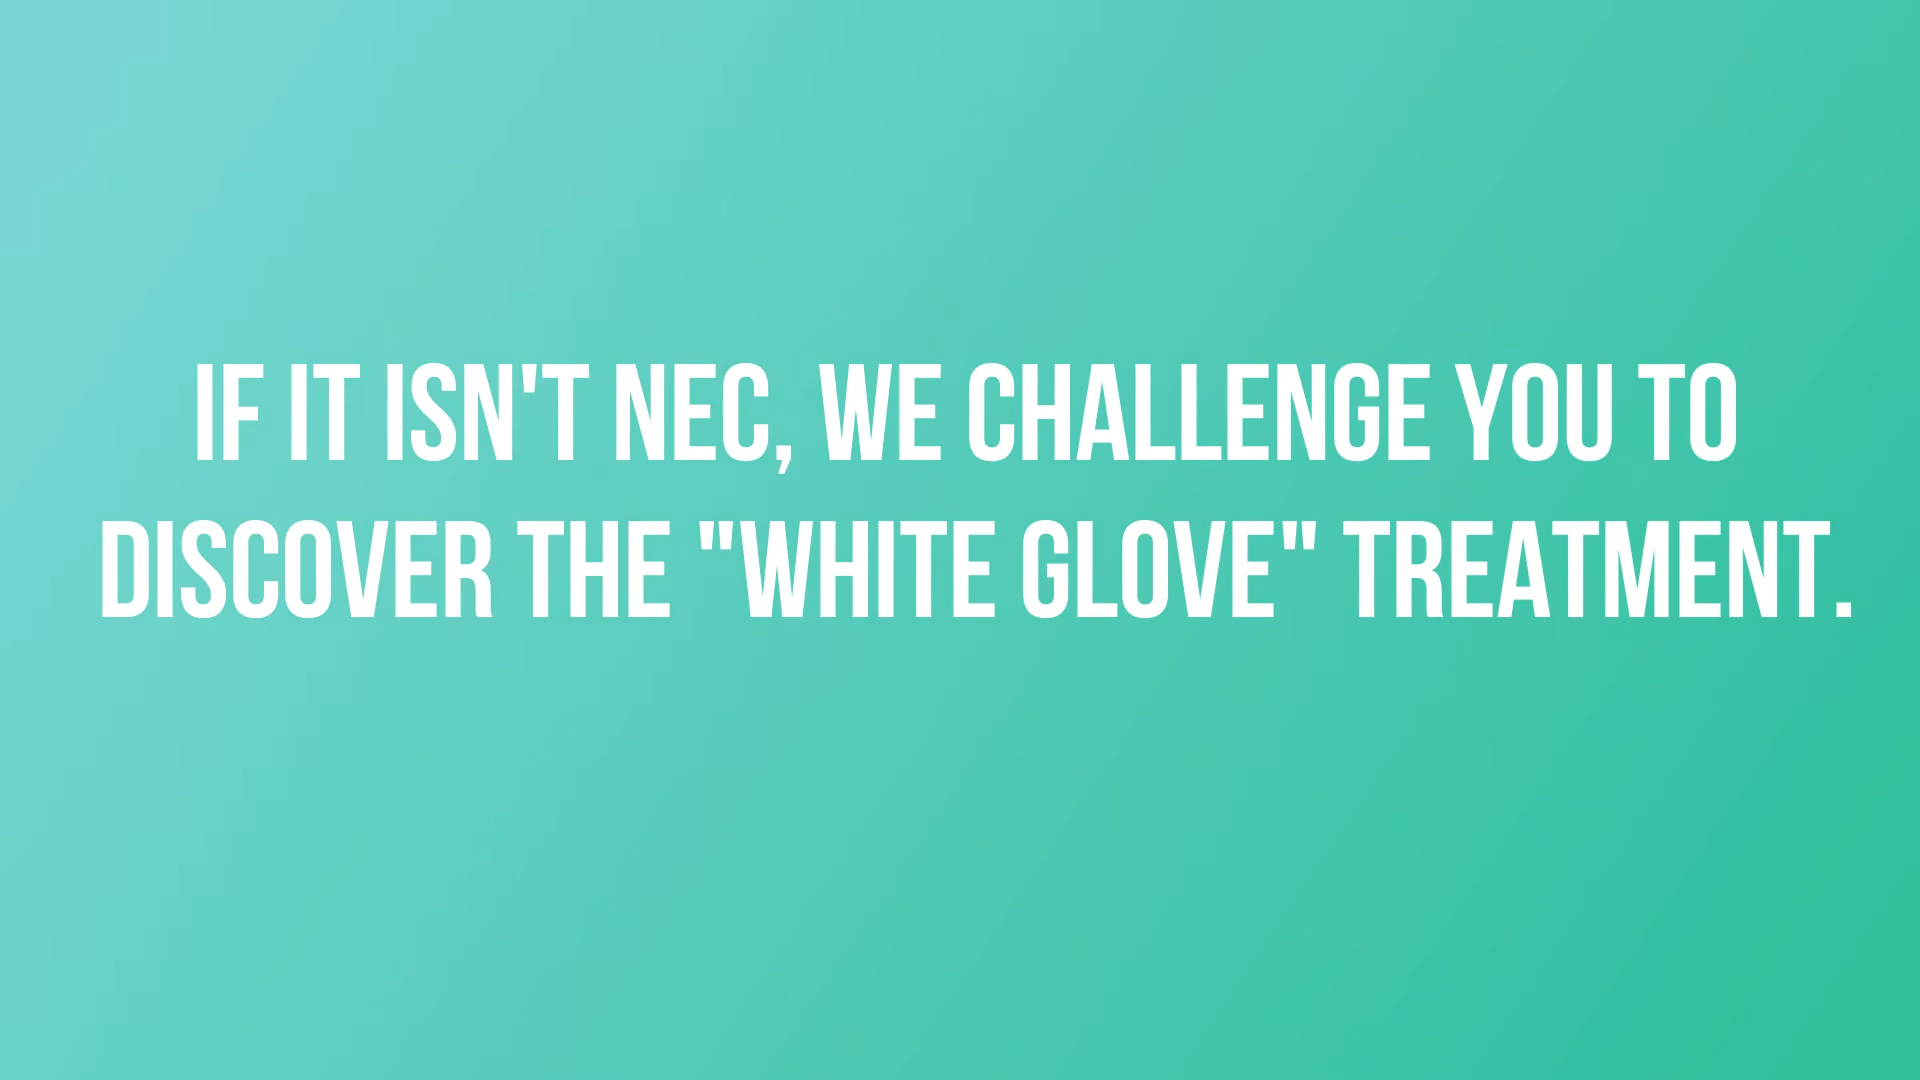 IF IT ISN'T NEC, WE CHALLENGE YOU TO
DISCOVER THE "WHITE GLOVE" TREATMENT.